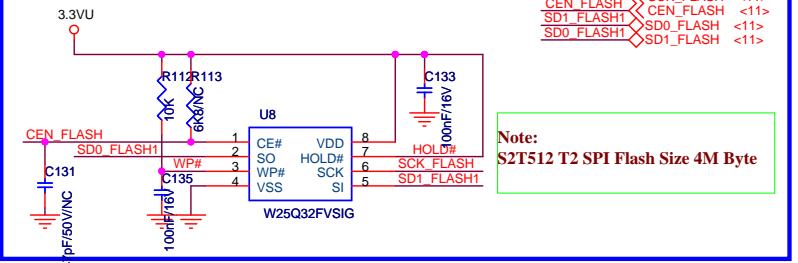 CEN_FLASH CEN_FLASH <11>
SD1_FLASH1 SD0_FLASH <11>
SD0_FLASH1 SD1_FLASH <11>
3.3VU
R112
R113
10K
6K8/NC
C133
100nF/16V
U8
CEN_FLASH 1 CE# VDD 8
SD0_FLASH1 2 SO HOLD# 7 HOLD#
WP# 3 WP# SCK 6 SCK_FLASH
4 VSS SI 5 SD1_FLASH1
W25Q32FVSIG
C131
C135
100nF/16V
7pF/50V/NC
Note:
S2T512 T2 SPI Flash Size 4M Byte